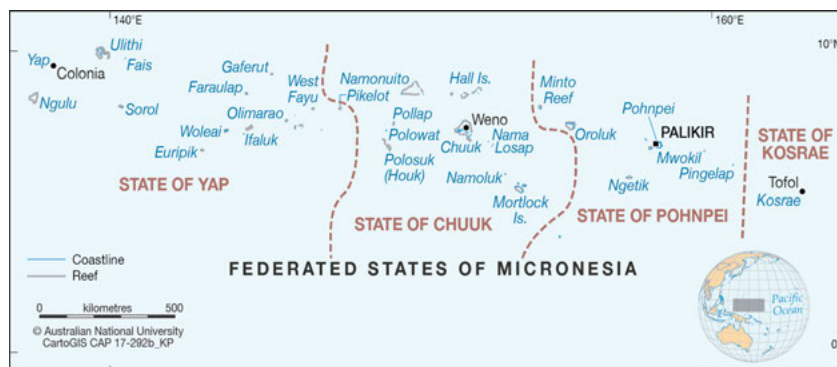 140°E
160°E
10°N
Ulithi
Yap
Colonia
Fais
Ngulu
Sorol
Gaferut
Faraulap
West
Fayu
Olimarao
Woleai
Ifaluk
Euripik
STATE OF YAP
Namonuito
Pikelot
Hall Is.
Pollap
Weno
Polowat
Chuuk
Nama
Losap
Polosuk
(Houk)
Namoluk
Mortlock
Is.
STATE OF CHUUK
Minto
Reef
Oroluk
Pohnpei
PALIKIR
Mwokil
Pingelap
Ngetik
STATE OF POHNPEI
STATE OF
KOSRAE
Tofol
Kosrae
FEDERATED STATES OF MICRONESIA
Coastline
Reef
0 kilometres 500
© Australian National University
CartoGIS CAP 17-292b_KP
Pacific
Ocean
0